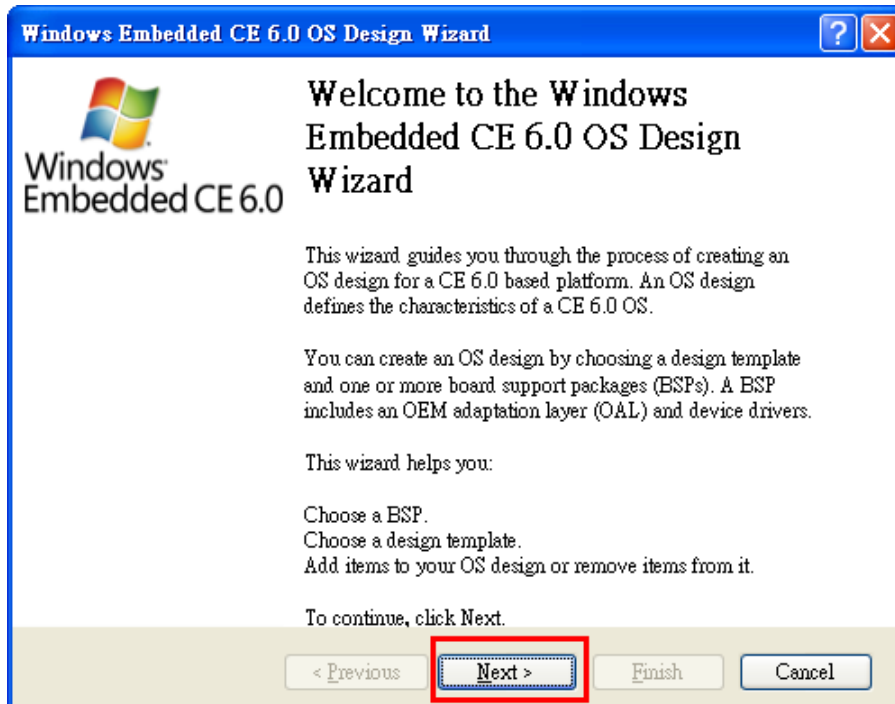 Windows Embedded CE 6.0 OS Design Wizard
?
Windows
Embedded CE 6.0
Welcome to the Windows
Embedded CE 6.0 OS Design
Wizard
This wizard guides you through the process of creating an
OS design for a CE 6.0 based platform. An OS design
defines the characteristics of a CE 6.0 OS.
You can create an OS design by choosing a design template
and one or more board support packages (BSPs). A BSP
includes an OEM adaptation layer (OAL) and device drivers.
This wizard helps you:
Choose a BSP.
Choose a design template.
Add items to your OS design or remove items from it.
To continue, click Next.
< Previous
Next >
Finish
Cancel